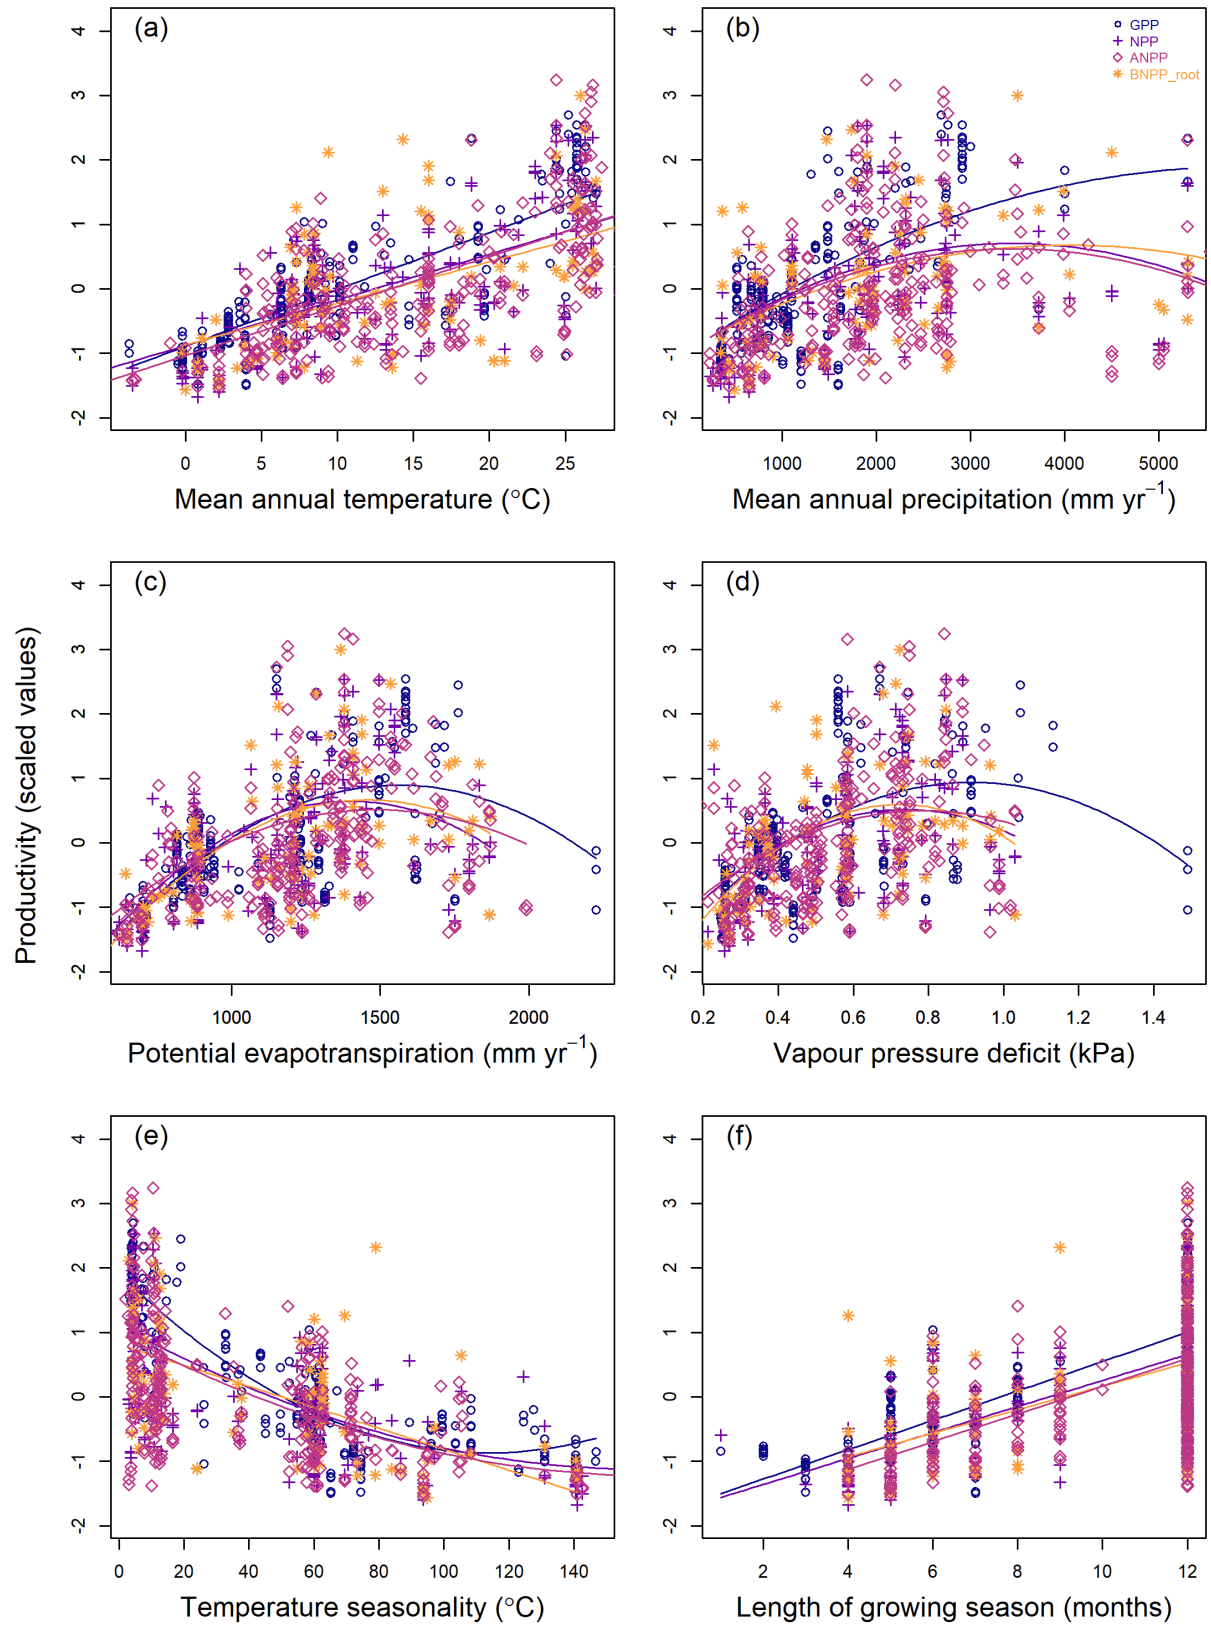 (a)
4
3
2
1
0
-1
-2
0 5 10 15 20 25
Mean annual temperature (°C)
(b)
GPP
NPP
ANPP
BNPP_root
4
3
2
1
0
-1
-2
1000 2000 3000 4000 5000
Mean annual precipitation (mm yr−1)
Productivity (scaled values)
(c)
4
3
2
1
0
-1
-2
1000 1500 2000
Potential evapotranspiration (mm yr−1)
(d)
4
3
2
1
0
-1
-2
0.2 0.4 0.6 0.8 1.0 1.2 1.4
Vapour pressure deficit (kPa)
(e)
4
3
2
1
0
-1
-2
0 20 40 60 80 100 120 140
Temperature seasonality (°C)
(f)
4
3
2
1
0
-1
-2
2 4 6 8 10 12
Length of growing season (months)